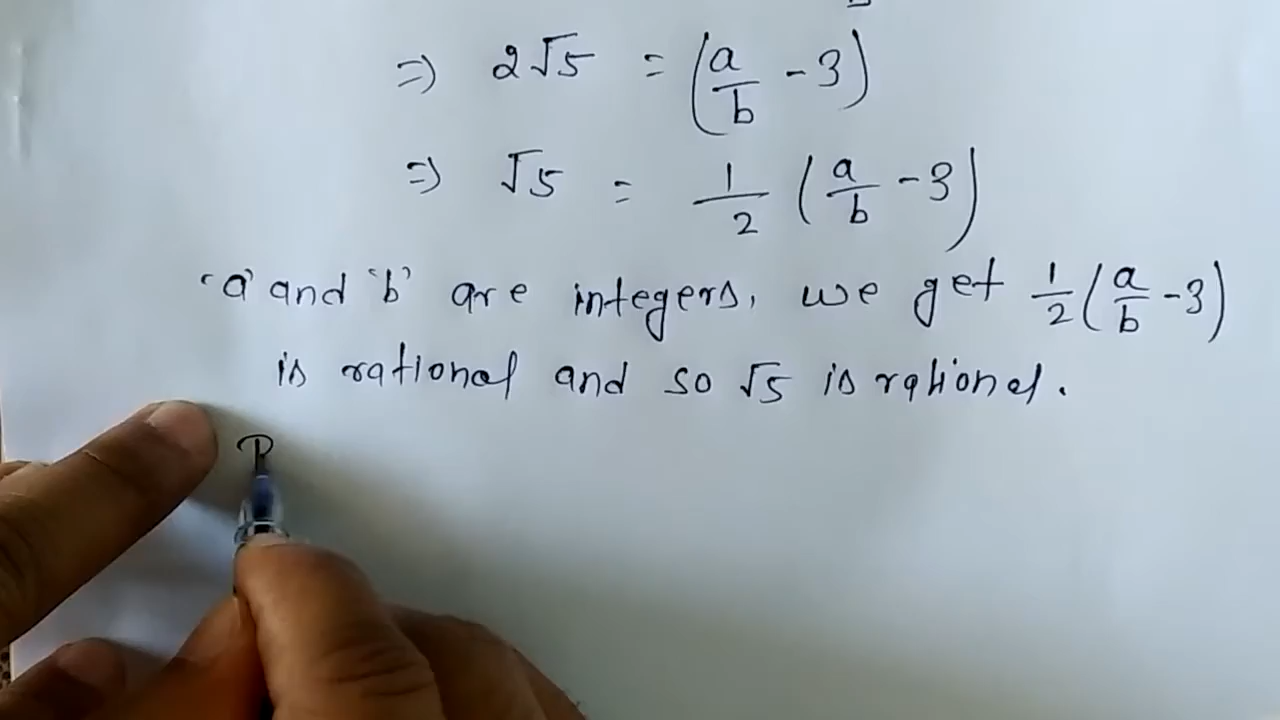 ⇒ 2√5 = (a/b - 3)
⇒ √5 = 1/2 (a/b - 3)
'a' and 'b' are integers, we get 1/2 (a/b - 3)
is rational and so √5 is rational.